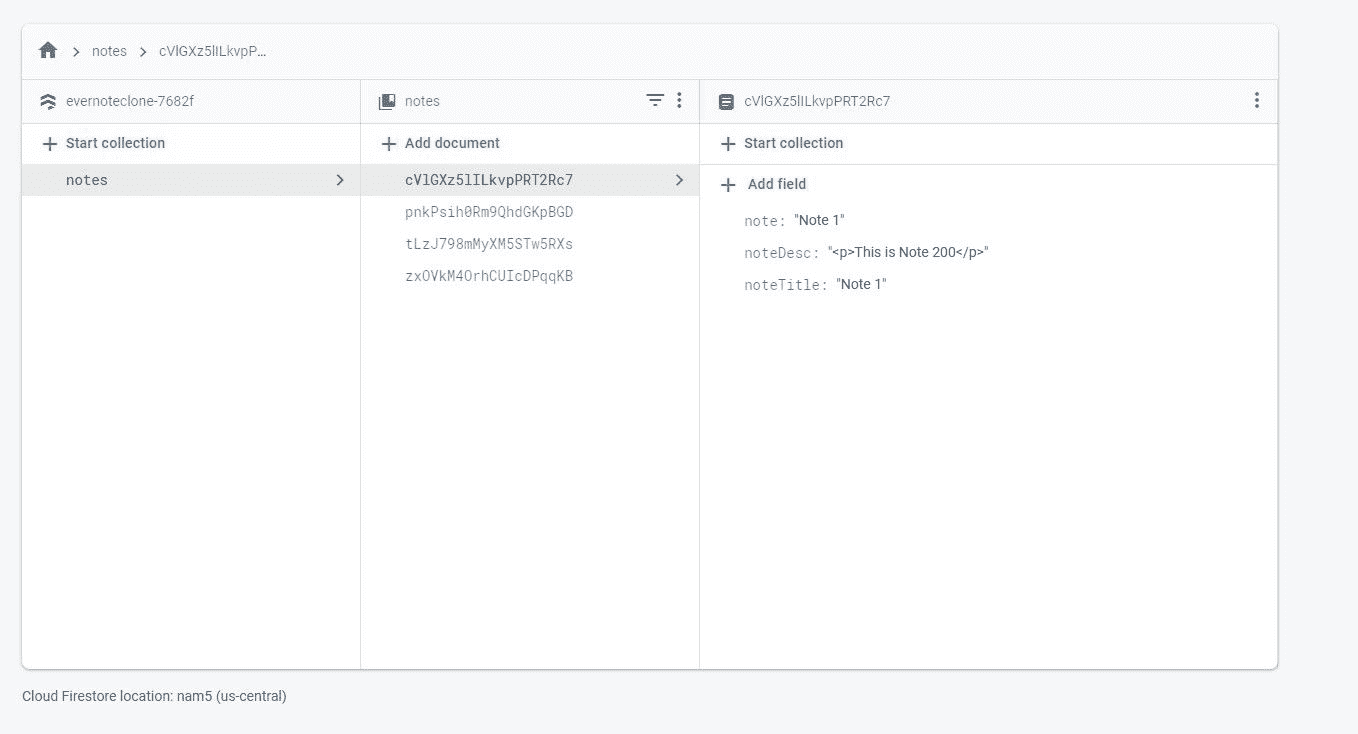 notes
cVlGXz5lILkvpP...
evernoteclone-7682f
notes
cVlGXz5lILkvpPRT2Rc7
Start collection
Add document
Start collection
notes
cVlGXz5lILkvpPRT2Rc7
Add field
pnkPsih0Rm9QhdGKpBGD
note: "Note 1"
tLzJ798mMyXM5STw5RXs
noteDesc: "<p>This is Note 200</p>"
zxOVkM4OrhCUIcDPqqKB
noteTitle: "Note 1"
Cloud Firestore location: nam5 (us-central)